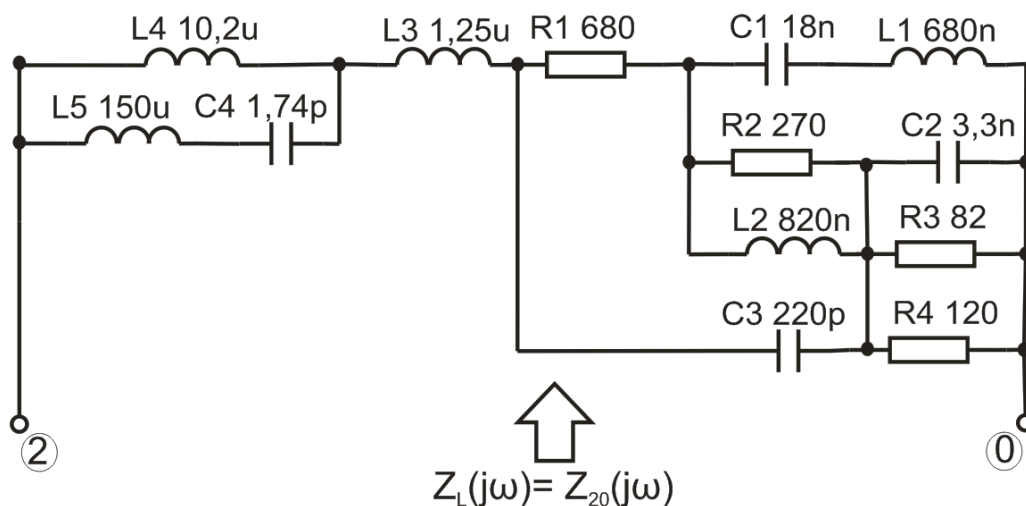 L4 10,2u
L3 1,25u
R1 680
C1 18n
L1 680n
L5 150u
C4 1,74p
R2 270
C2 3,3n
L2 820n
R3 82
C3 220p
R4 120
2
0
Z_L(jω)= Z_20(jω)